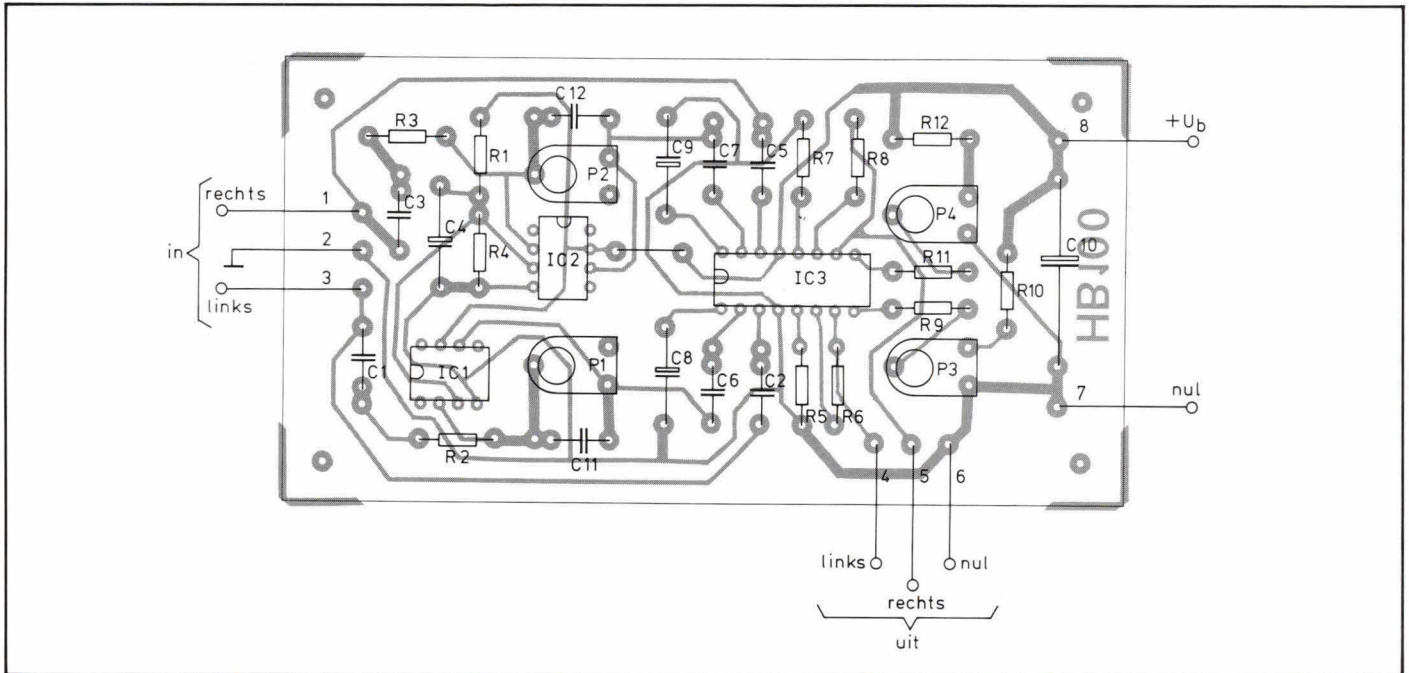 C12
R3
R1
C9
C7
C5
R7
R8
R12
8
+Ub
P2
rechts
1
C3
C4
R4
P4
in
2
IC2
IC3
R11
C10
3
links
R9
R10
HB100
C1
IC1
P1
C8
C6
C2
P3
R5
R6
7
nul
R2
C11
4
5
6
links
nul
rechts
uit